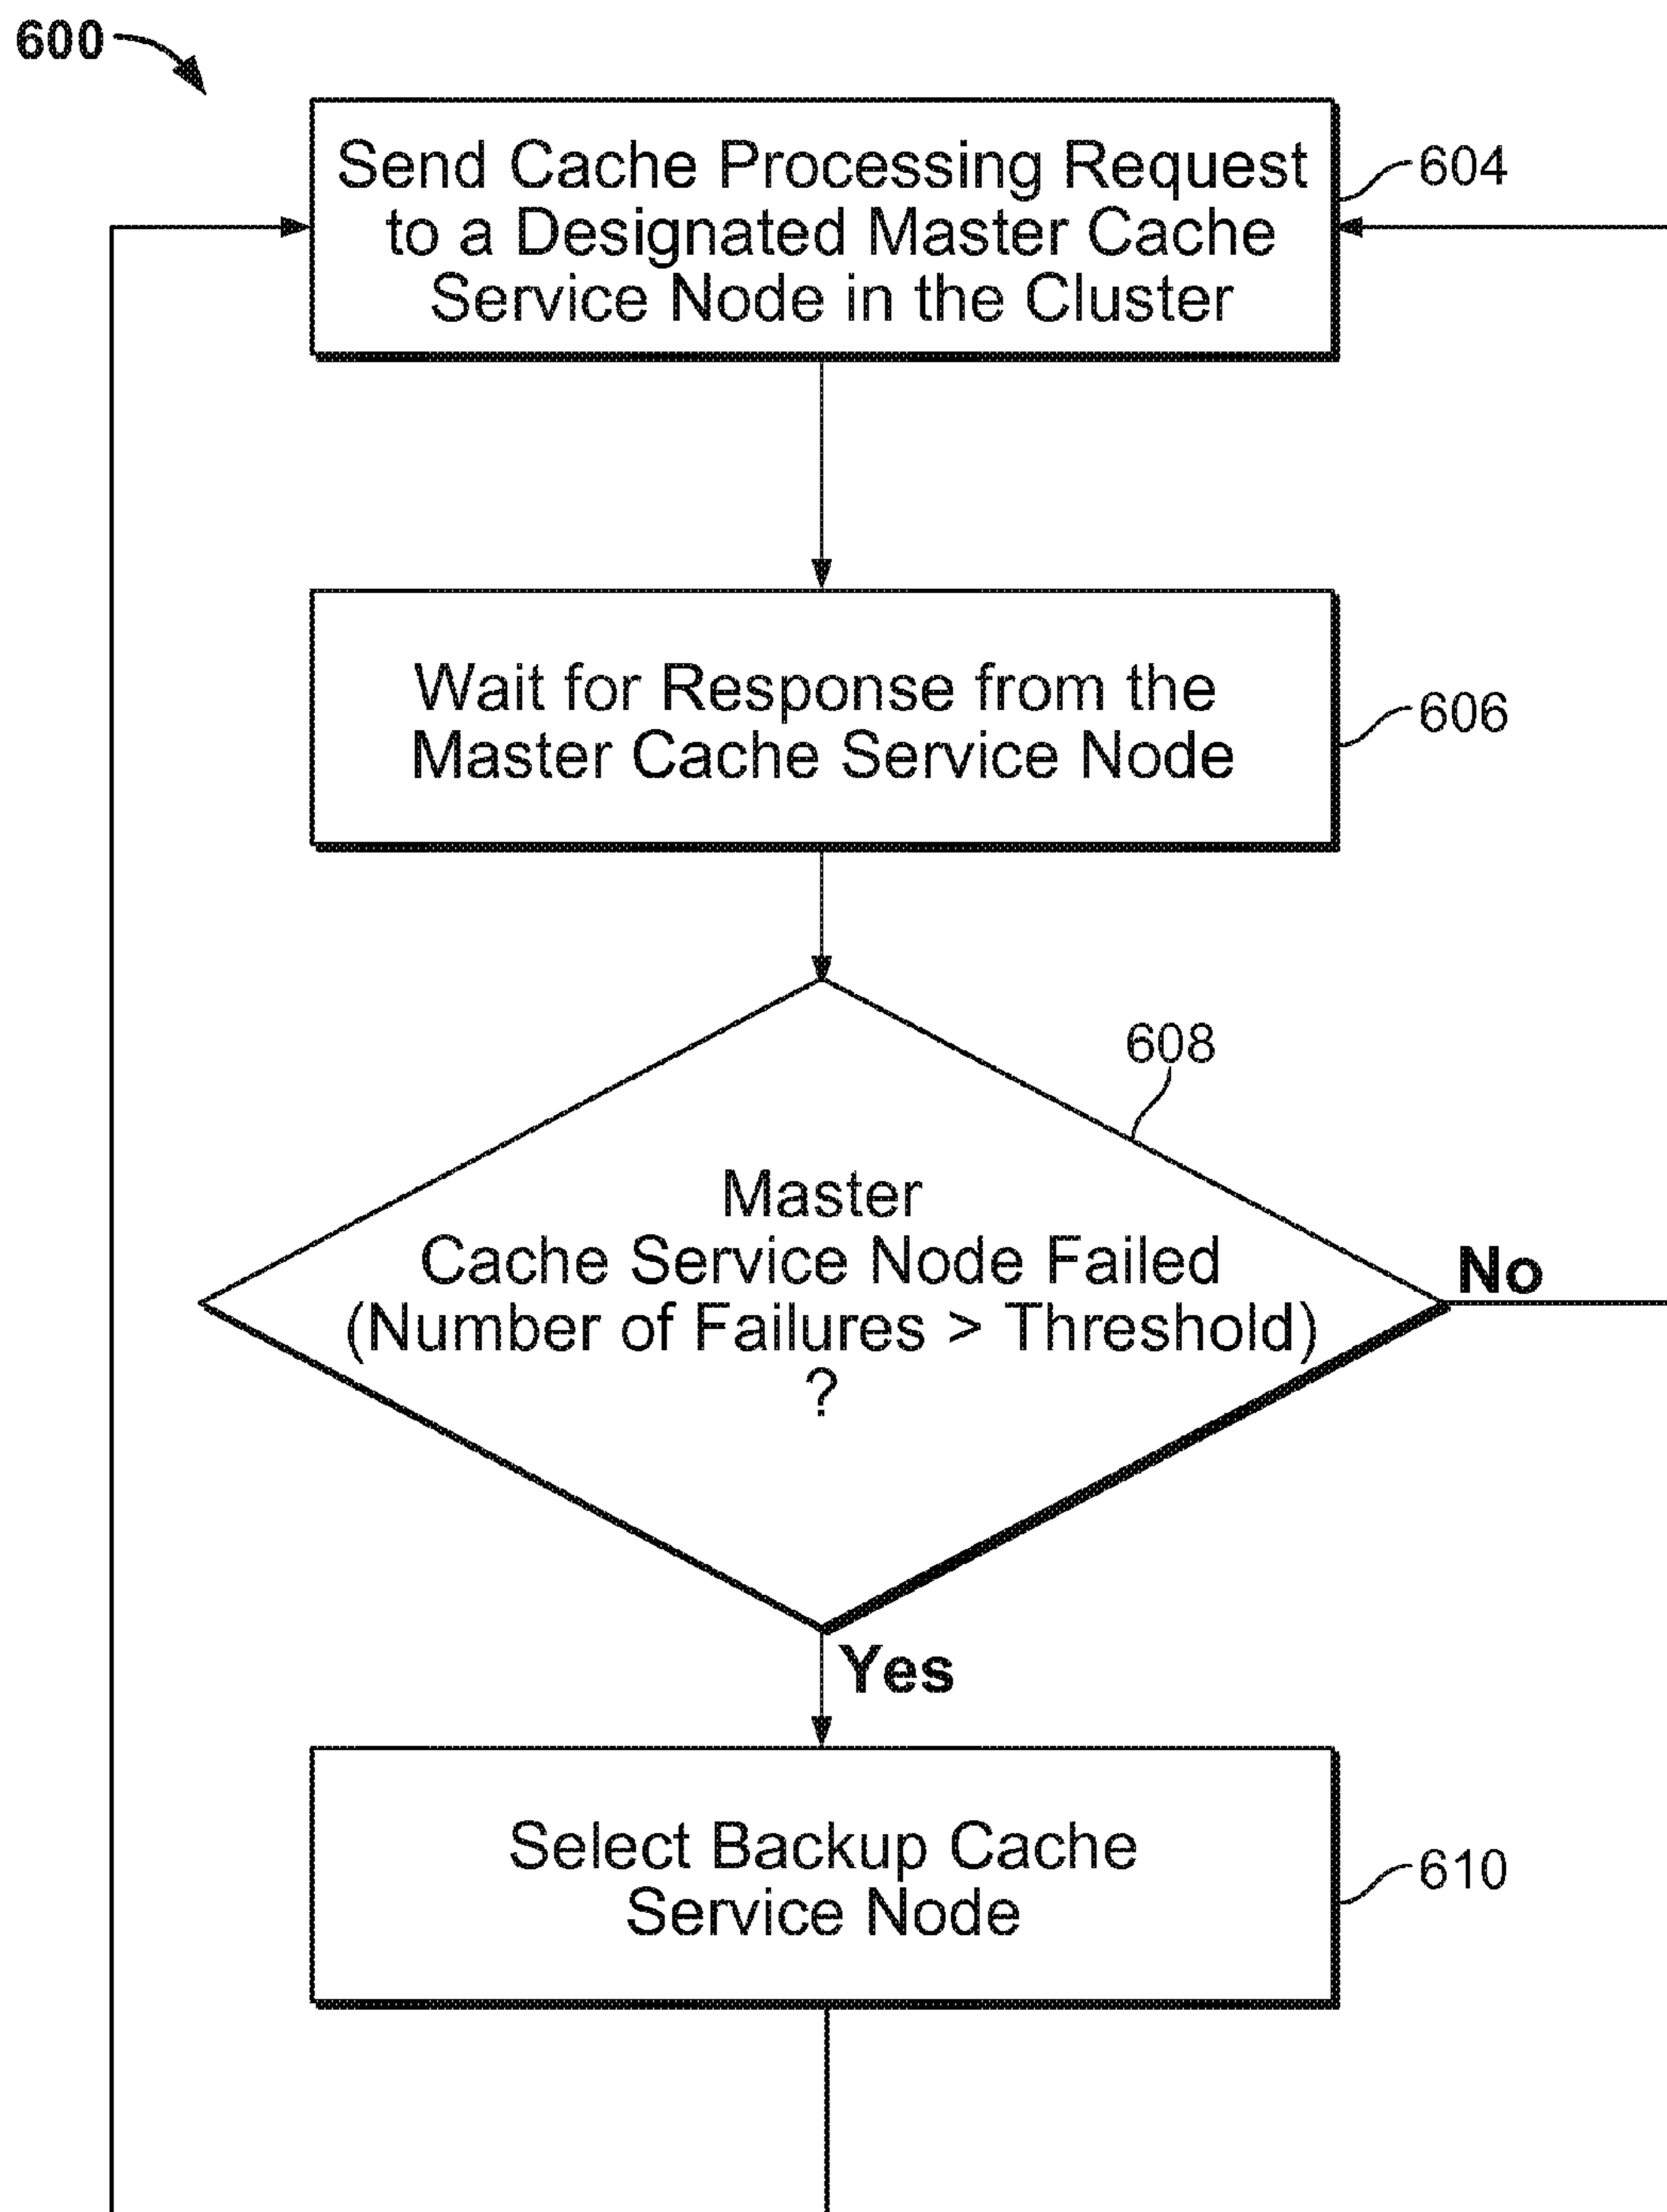 600
Send Cache Processing Request
to a Designated Master Cache
Service Node in the Cluster
604
Wait for Response from the
Master Cache Service Node
606
608
Master
Cache Service Node Failed
(Number of Failures > Threshold)
?
No
Yes
Select Backup Cache
Service Node
610